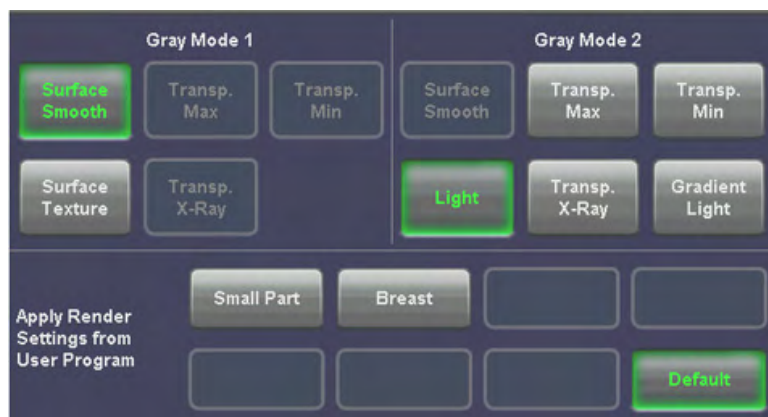 Gray Mode 1
Surface
Smooth
Transp.
Max
Transp.
Min
Surface
Texture
Transp.
X-Ray
Gray Mode 2
Surface
Smooth
Transp.
Max
Transp.
Min
Light
Transp.
X-Ray
Gradient
Light
Apply Render
Settings from
User Program
Small Part
Breast
Default